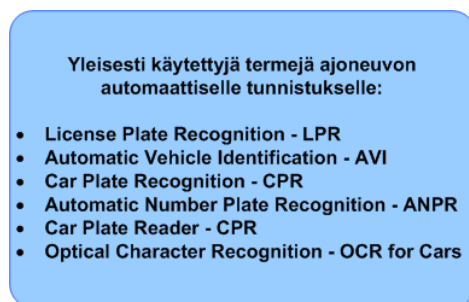 Yleisesti käytettyjä termejä ajoneuvon
automaattiselle tunnistukselle:
• License Plate Recognition - LPR
• Automatic Vehicle Identification - AVI
• Car Plate Recognition - CPR
• Automatic Number Plate Recognition - ANPR
• Car Plate Reader - CPR
• Optical Character Recognition - OCR for Cars